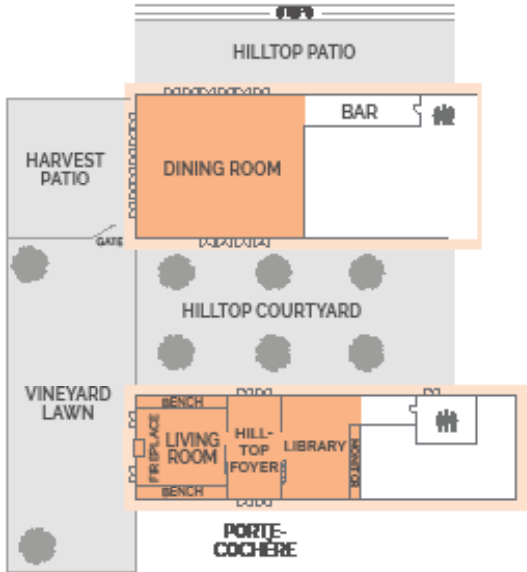 HILLTOP PATIO
BAR
HARVEST
PATIO
DINING ROOM
GATE
HILLTOP COURTYARD
VINEYARD
LAWN
BENCH
FIREPLACE
LIVING
ROOM
HILL-
TOP
FOYER
LIBRARY
MONITOR
BENCH
PORTE-
COCHÈRE